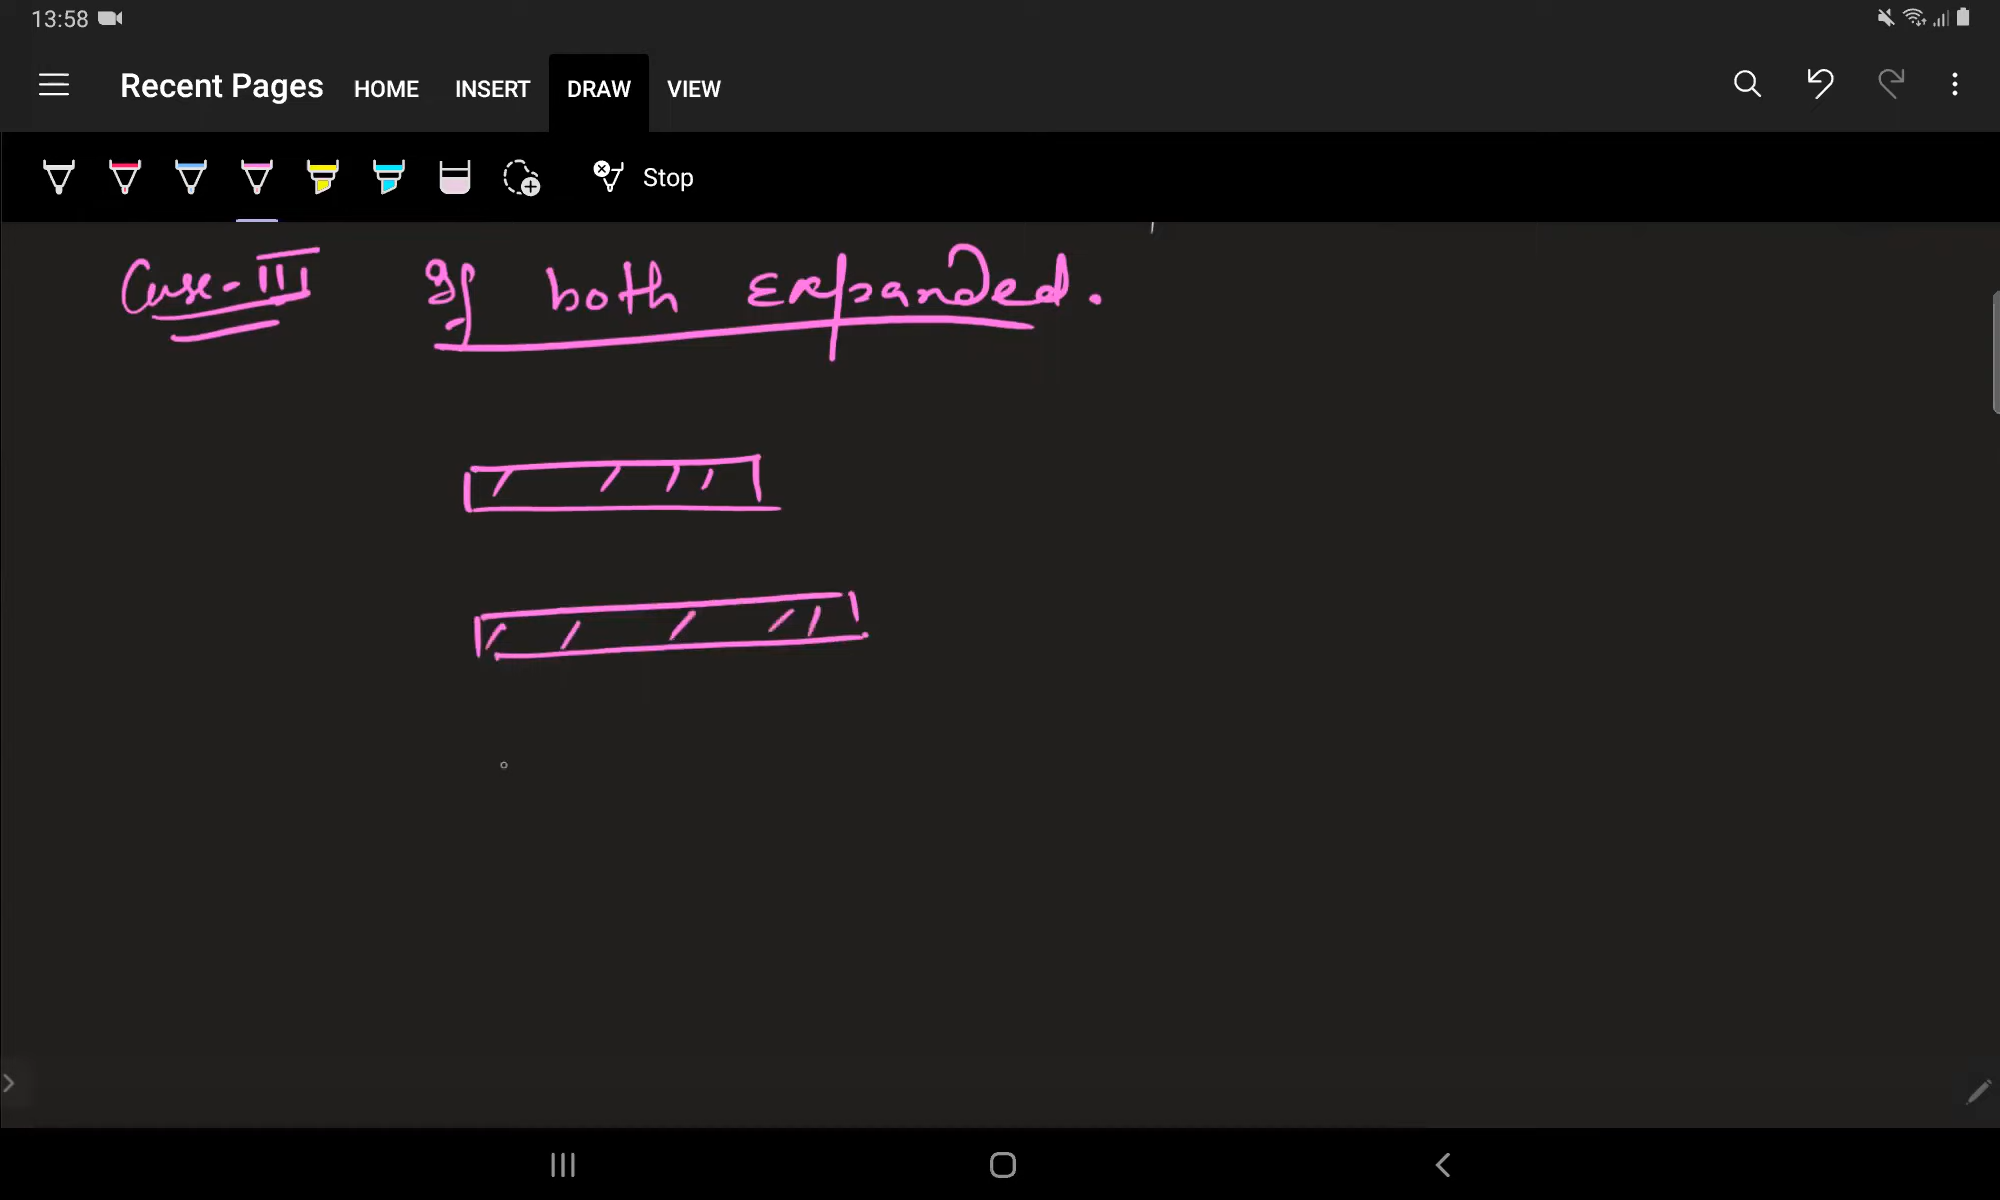 13:58
Recent Pages HOME INSERT DRAW VIEW
Stop
Case-III If both Expanded.